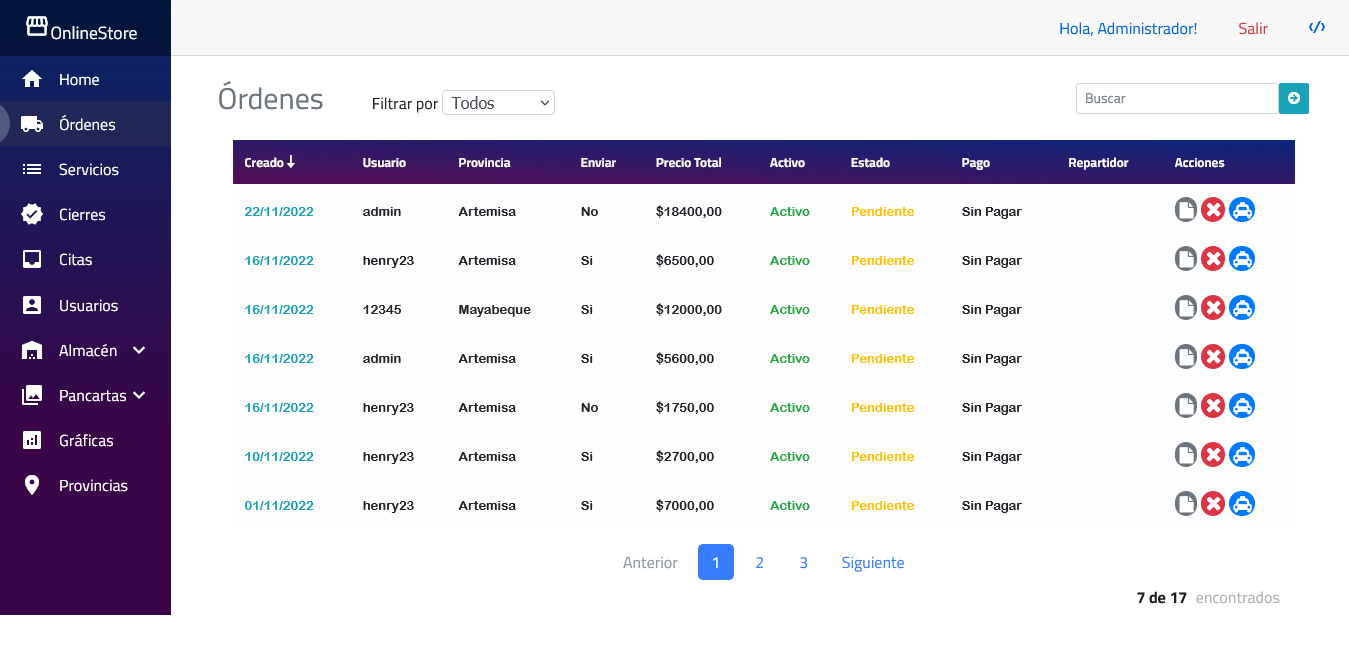 OnlineStore
Hola, Administrador! Salir
Home
Órdenes
Servicios
Cierres
Citas
Usuarios
Almacén
Pancartas
Gráficas
Provincias
Órdenes Filtrar por Todos Buscar
Creado Usuario Provincia Enviar Precio Total Activo Estado Pago Repartidor Acciones
22/11/2022 admin Artemisa No $18400,00 Activo Pendiente Sin Pagar
16/11/2022 henry23 Artemisa Si $6500,00 Activo Pendiente Sin Pagar
16/11/2022 12345 Mayabeque Si $12000,00 Activo Pendiente Sin Pagar
16/11/2022 admin Artemisa Si $5600,00 Activo Pendiente Sin Pagar
16/11/2022 henry23 Artemisa No $1750,00 Activo Pendiente Sin Pagar
10/11/2022 henry23 Artemisa Si $2700,00 Activo Pendiente Sin Pagar
01/11/2022 henry23 Artemisa Si $7000,00 Activo Pendiente Sin Pagar
Anterior 1 2 3 Siguiente
7 de 17 encontrados